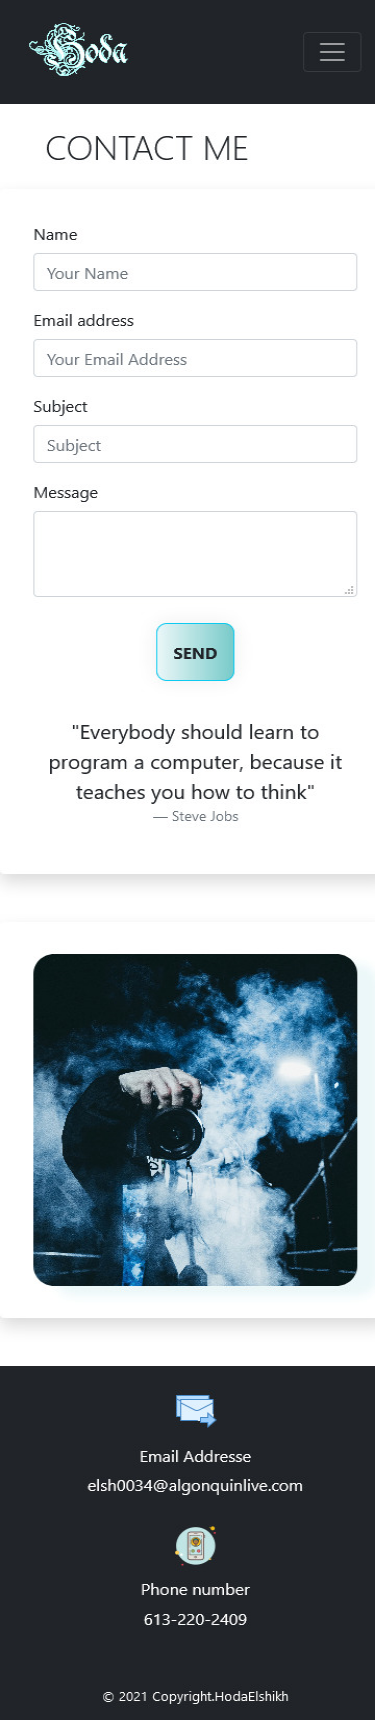 Hoda
CONTACT ME
Name
Your Name
Email address
Your Email Address
Subject
Subject
Message
SEND
"Everybody should learn to
program a computer, because it
teaches you how to think"
— Steve Jobs
Email Addresse
elsh0034@algonquinlive.com
Phone number
613-220-2409
© 2021 Copyright.HodaElshikh